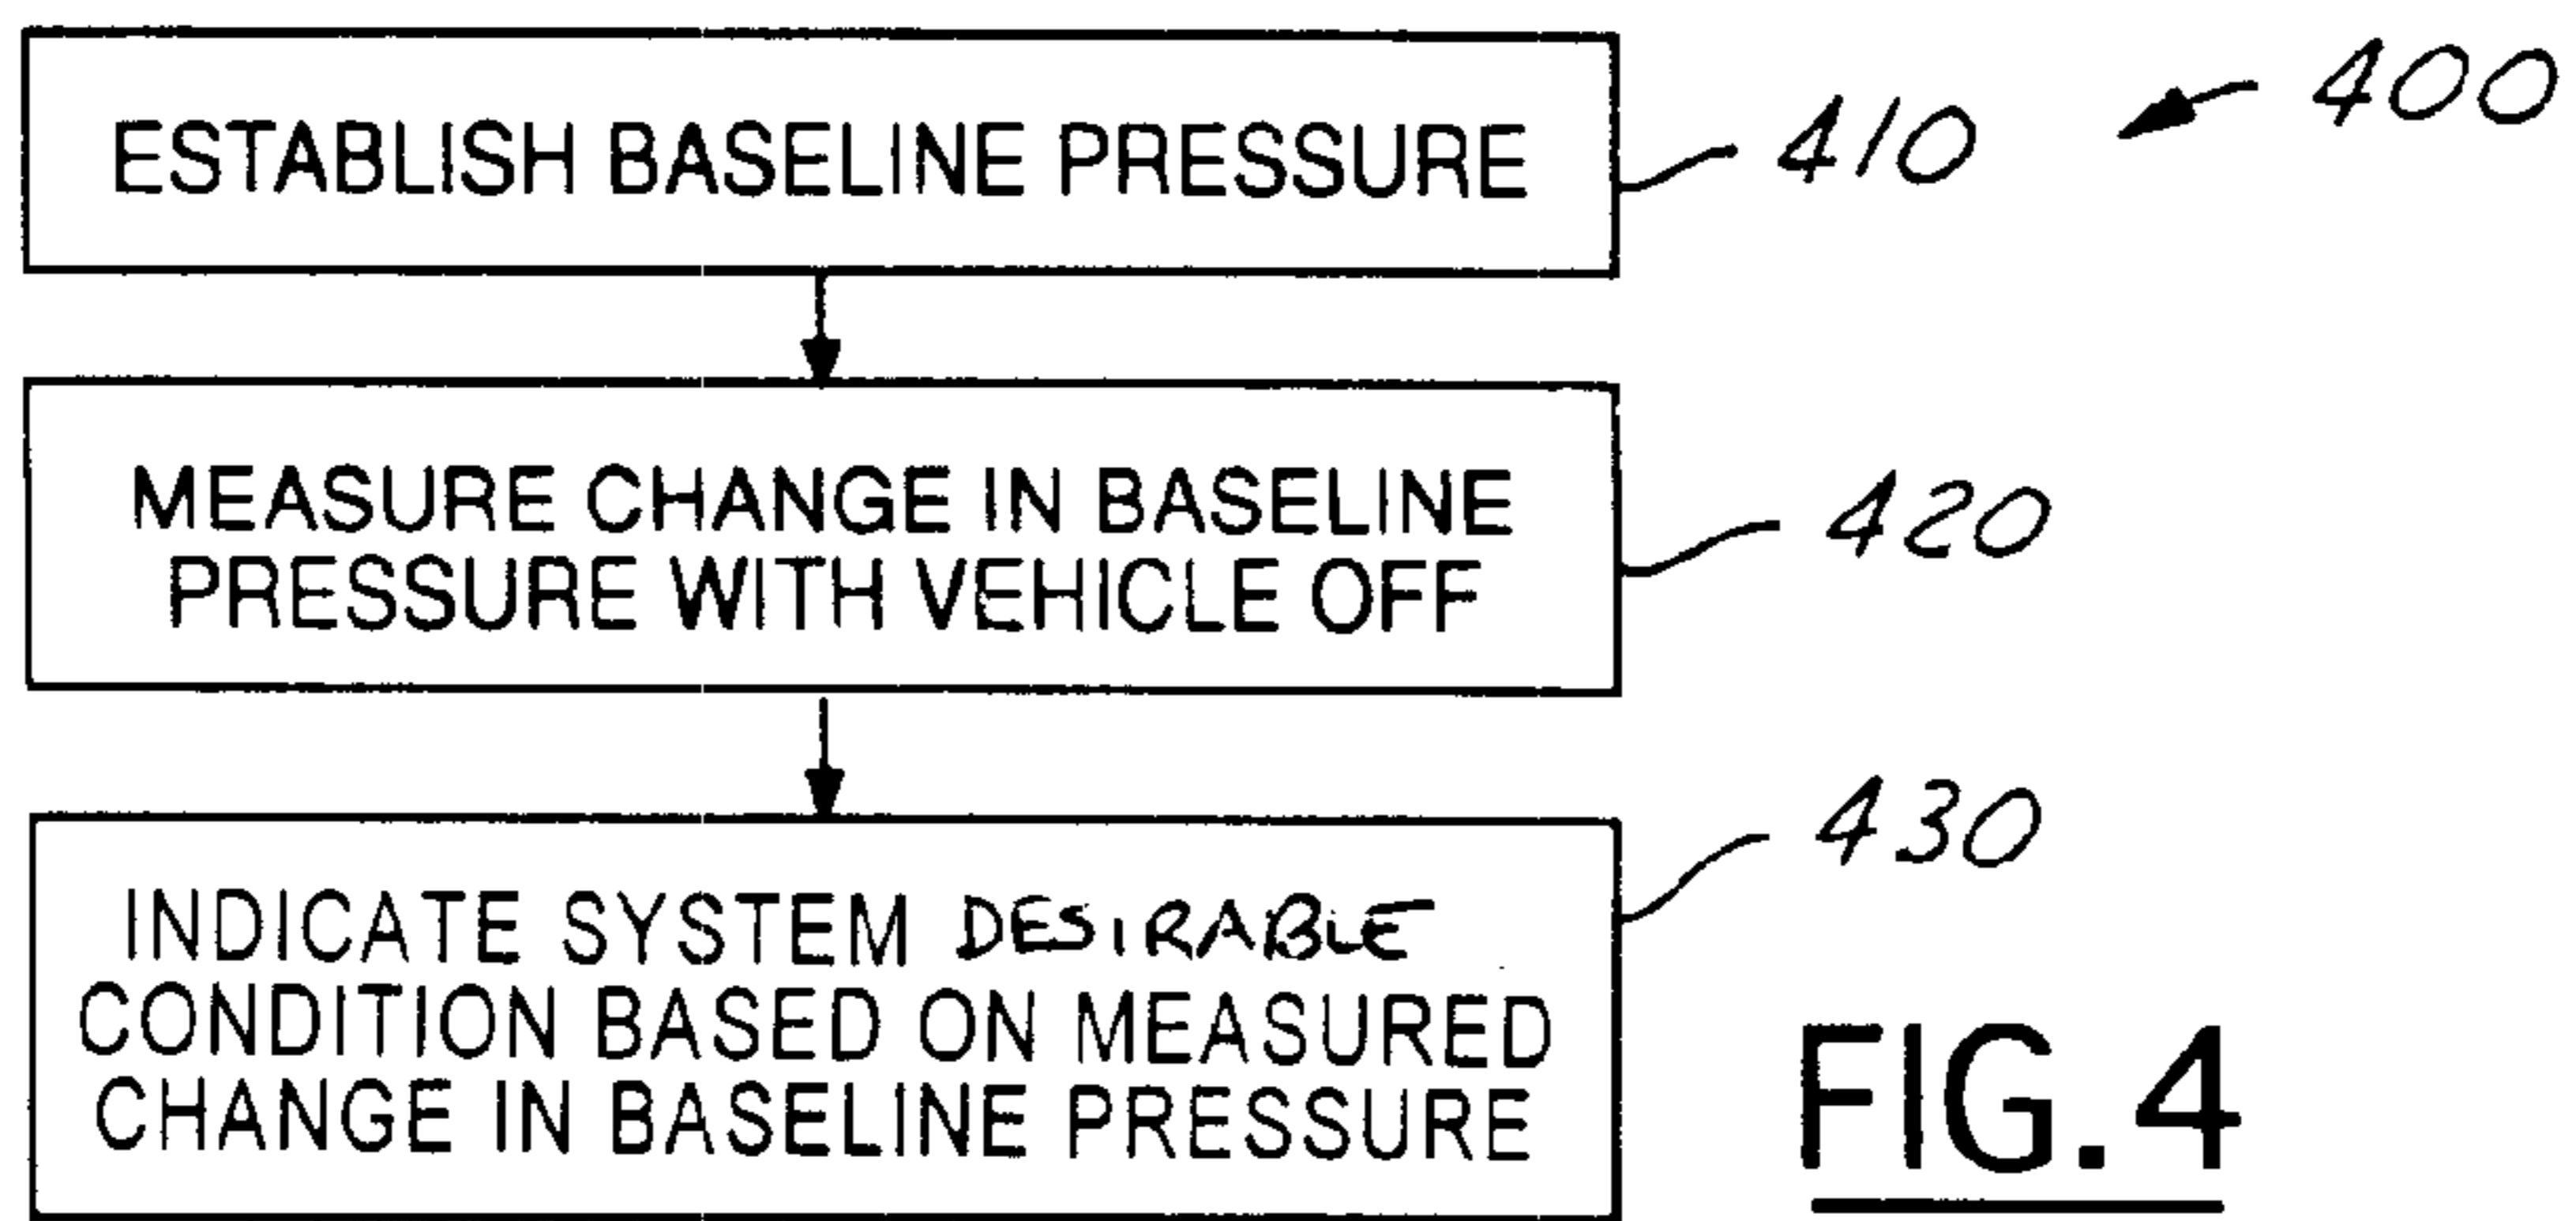 400
ESTABLISH BASELINE PRESSURE
410
MEASURE CHANGE IN BASELINE
PRESSURE WITH VEHICLE OFF
420
INDICATE SYSTEM DESIRABLE
CONDITION BASED ON MEASURED
CHANGE IN BASELINE PRESSURE
430
FIG. 4